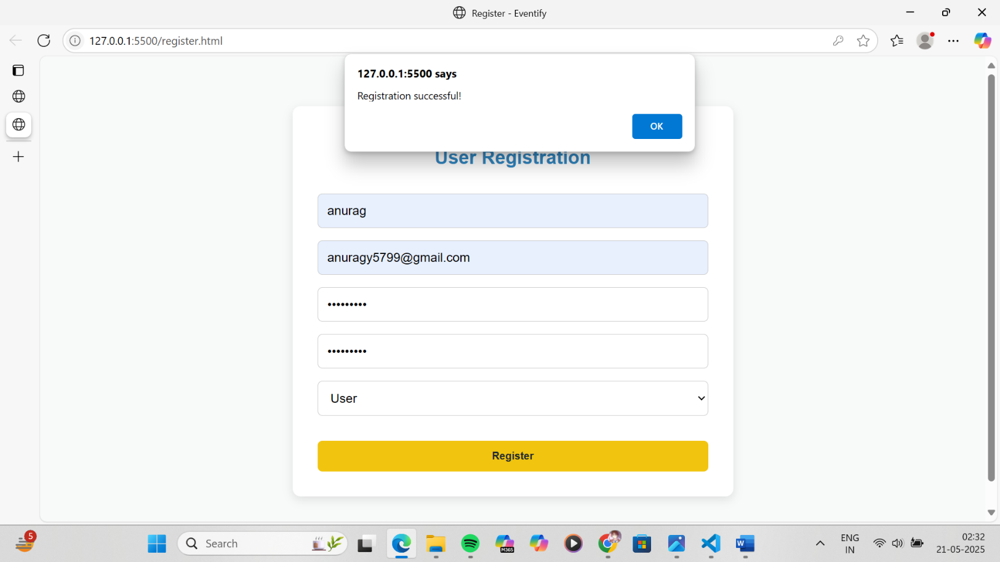 Register - Eventify
127.0.0.1:5500/register.html
127.0.0.1:5500 says
Registration successful!
OK
User Registration
anurag
anuragy5799@gmail.com
•••••••••
•••••••••
User
Register
5
Search
M365
W
ENG
IN
02:32
21-05-2025